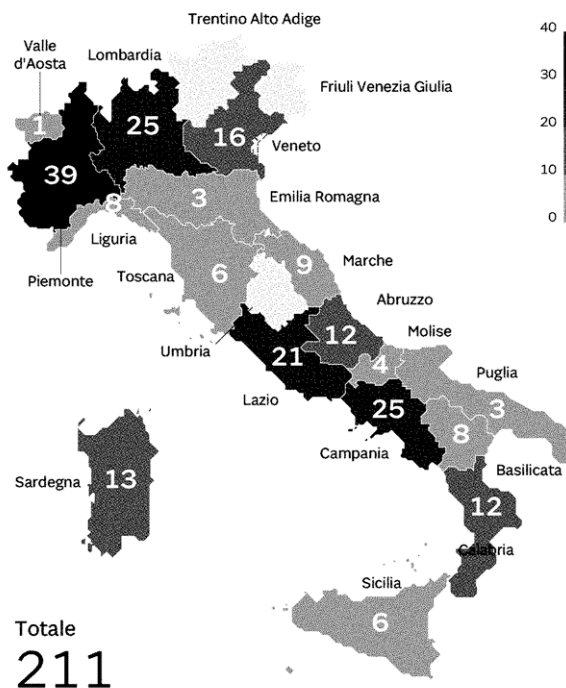 Trentino Alto Adige
Valle
d'Aosta
Lombardia
Friuli Venezia Giulia
1
25
16
Veneto
39
8
3
Emilia Romagna
Liguria
Piemonte
Toscana
6
9
Marche
Abruzzo
12
Molise
Umbria
21
4
Puglia
Lazio
25
3
8
Campania
Basilicata
Sardegna
13
12
Calabria
Sicilia
6
Totale
211
40
30
20
10
0